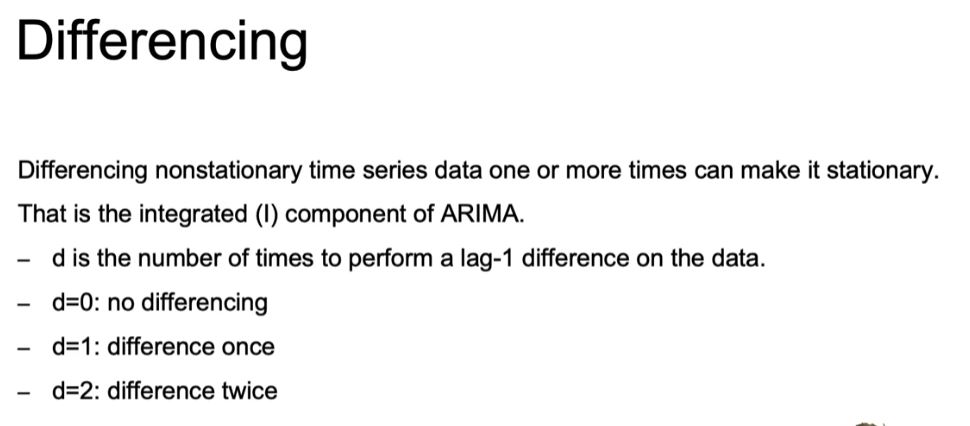 Differencing
Differencing nonstationary time series data one or more times can make it stationary.
That is the integrated (I) component of ARIMA.
– d is the number of times to perform a lag-1 difference on the data.
– d=0: no differencing
– d=1: difference once
– d=2: difference twice